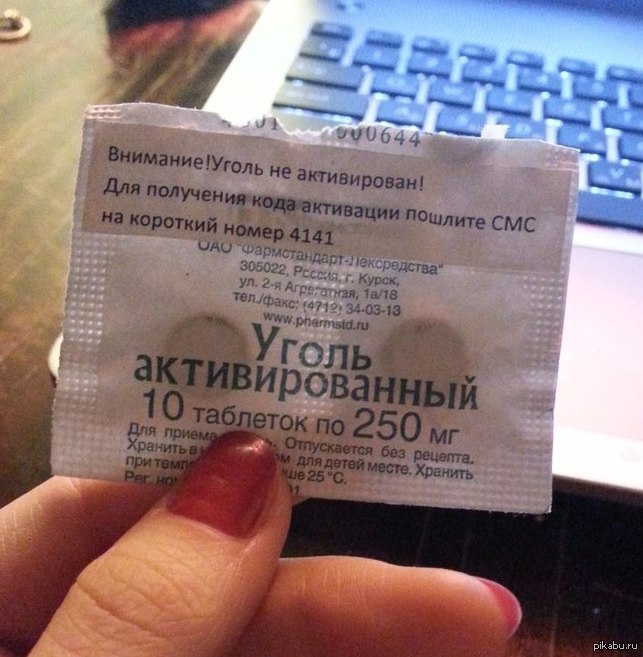 000644
Внимание!Уголь не активирован!
Для получения кода активации пошлите СМС
на короткий номер 4141
ОАО "Фармстандарт-Лексредства"
305022, Россия, г. Курск,
ул. 2-я Агрегатная, 1а/18
тел./факс: (4712) 34-03-13
www.pharmstd.ru
Уголь
активированный
10 таблеток по 250 мг
Для приема Отпускается без рецепта.
Хранить в для детей месте. Хранить
при 25 °С.
Рег.
pikabu.ru